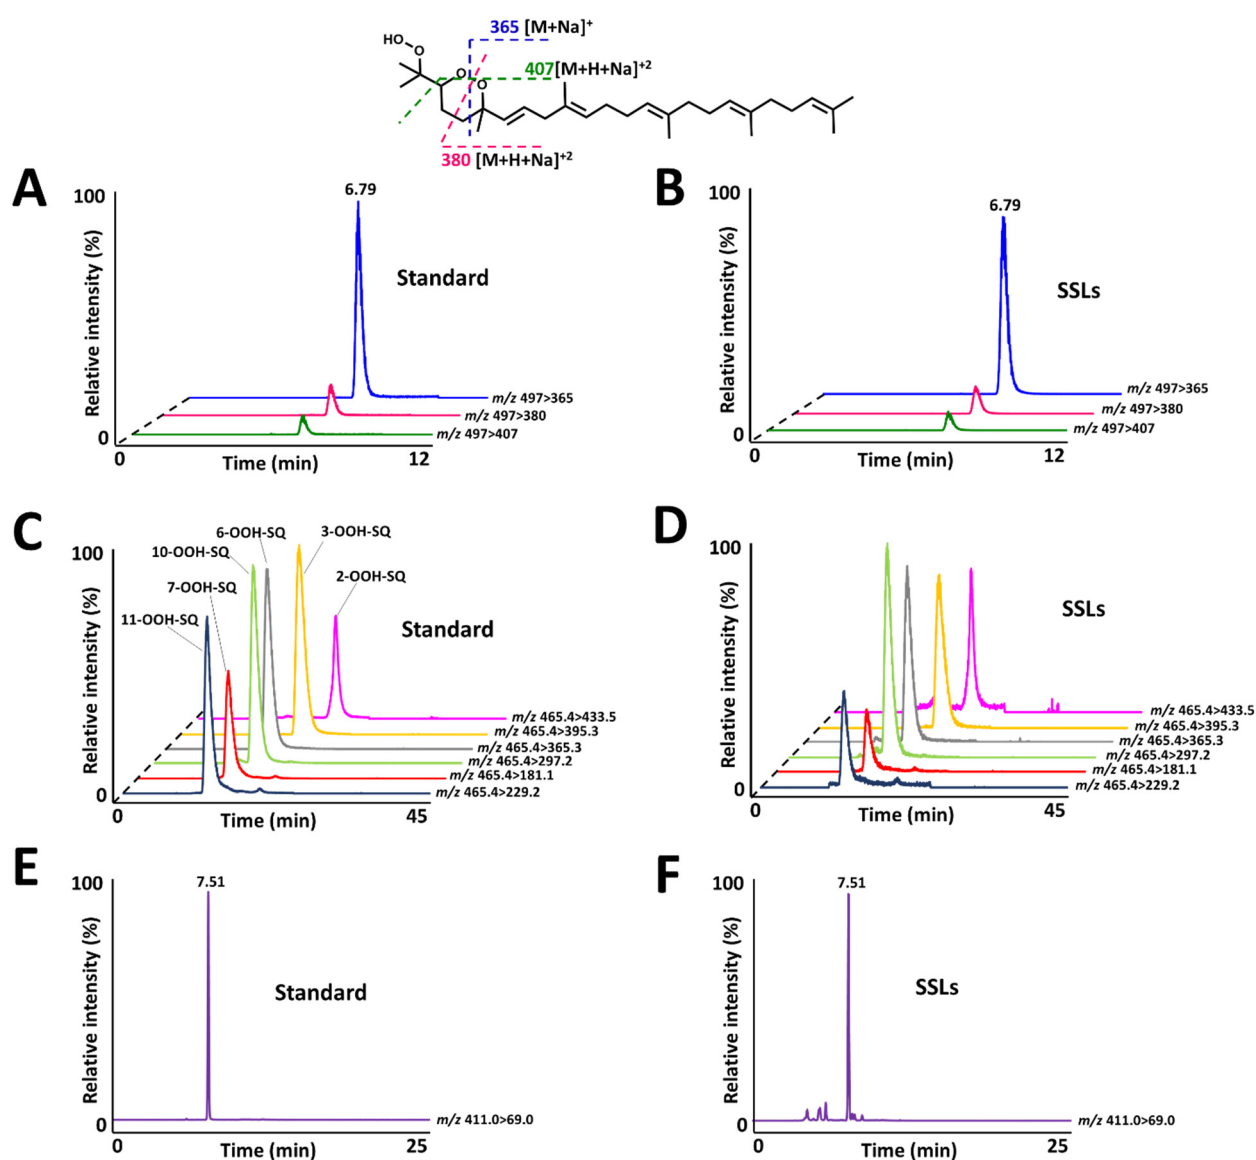 365 [M+Na]+
HO
O
O
O
407[M+H+Na]+2
380 [M+H+Na]+2
A
100
Relative intensity (%)
0
6.79
Standard
m/z 497>365
m/z 497>380
m/z 497>407
0
Time (min)
12
B
100
Relative intensity (%)
0
6.79
SSLs
m/z 497>365
m/z 497>380
m/z 497>407
0
Time (min)
12
C
100
Relative intensity (%)
0
6-OOH-SQ
3-OOH-SQ
10-OOH-SQ
2-OOH-SQ
7-OOH-SQ
11-OOH-SQ
Standard
m/z 465.4>433.5
m/z 465.4>395.3
m/z 465.4>365.3
m/z 465.4>297.2
m/z 465.4>181.1
m/z 465.4>229.2
0
Time (min)
45
D
100
Relative intensity (%)
0
SSLs
m/z 465.4>433.5
m/z 465.4>395.3
m/z 465.4>365.3
m/z 465.4>297.2
m/z 465.4>181.1
m/z 465.4>229.2
0
Time (min)
45
E
100
Relative intensity (%)
0
7.51
Standard
m/z 411.0>69.0
0
Time (min)
25
F
100
Relative intensity (%)
0
7.51
SSLs
m/z 411.0>69.0
0
Time (min)
25